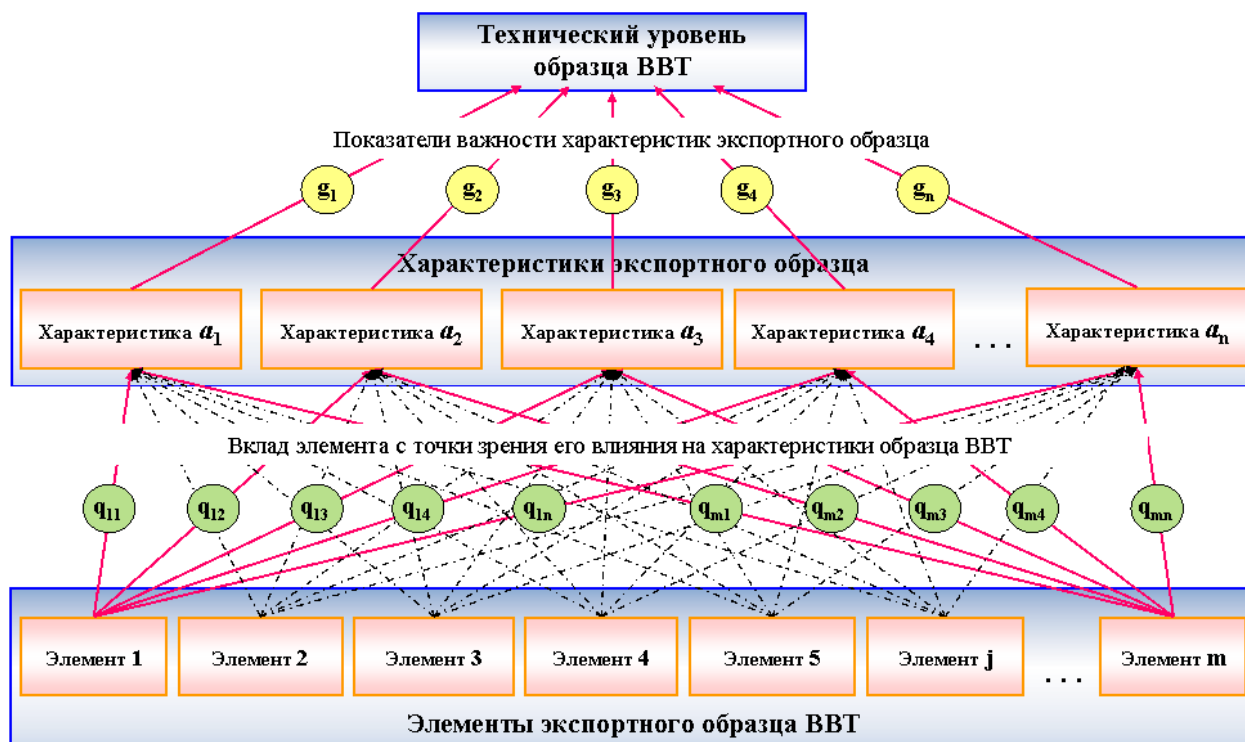 Технический уровень
образца ВВТ
Показатели важности характеристик экспортного образца
g1 g2 g3 g4 gn
Характеристики экспортного образца
Характеристика a1 Характеристика a2 Характеристика a3 Характеристика a4 . . . Характеристика an
Вклад элемента с точки зрения его влияния на характеристики образца ВВТ
q11 q12 q13 q14 q1n qm1 qm2 qm3 qm4 qmn
Элемент 1 Элемент 2 Элемент 3 Элемент 4 Элемент 5 Элемент j . . . Элемент m
Элементы экспортного образца ВВТ